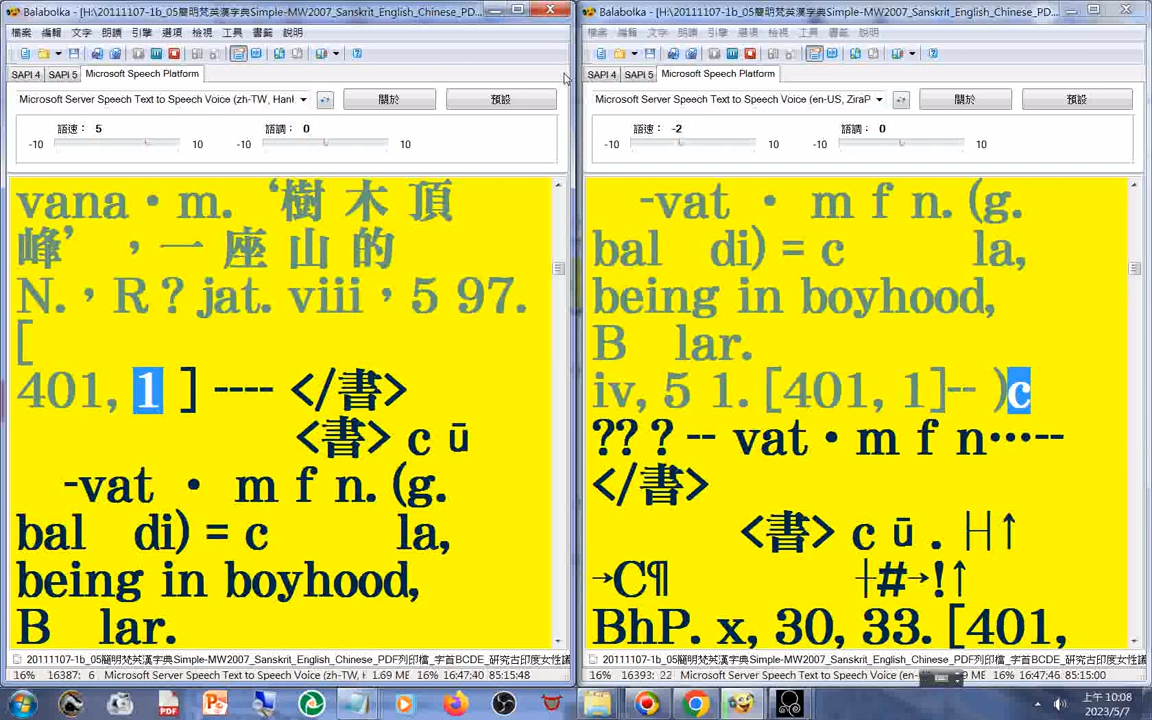 Balabolka - [H:\20111107-1b_05簡明梵英漢字典Simple-MW2007_Sanskrit_English_Chinese_PD...
檔案 編輯 文字 朗讀 引擎 選項 檢視 工具 書籤 說明
SAPI 4 SAPI 5 Microsoft Speech Platform
Microsoft Server Speech Text to Speech Voice (zh-TW, HanH 關於 預設
語速： 5 語調： 0
-10 10 -10 10
vana • m. ‘樹 木 頂
峰’ ，一 座 山 的
N.，R ? jat. viii，5 97.
[
401, 1 ] ---- </書>
<書> c ū
-vat • m f n. (g.
bal di) = c la,
being in boyhood,
B lar.
20111107-1b_05簡明梵英漢字典Simple-MW2007_Sanskrit_English_Chinese_PDF列印檔_字首BCDE_研究古印度女性議
16% 16387: 6 Microsoft Server Speech Text to Speech Voice (zh-TW, H 1.69 ME 16% 16:47:40 85:15:48
Balabolka - [H:\20111107-1b_05簡明梵英漢字典Simple-MW2007_Sanskrit_English_Chinese_PD...
檔案 編輯 文字 朗讀 引擎 選項 檢視 工具 書籤 說明
SAPI 4 SAPI 5 Microsoft Speech Platform
Microsoft Server Speech Text to Speech Voice (en-US, ZiraP 關於 預設
語速： -2 語調： 0
-10 10 -10 10
-vat • m f n. (g.
bal di) = c la,
being in boyhood,
B lar.
iv, 5 1. [401, 1]-- )c
?? ? -- vat • m f n…--
</書>
<書> c ū . H↑
→C¶ ┼#→!↑
BhP. x, 30, 33. [401,
20111107-1b_05簡明梵英漢字典Simple-MW2007_Sanskrit_English_Chinese_PDF列印檔_字首BCDE_研究古印度女性議
16% 16393: 22 Microsoft Server Speech Text to Speech Voice (en-us 16% 16:47:46 85:15:00
上午 10:08
2023/5/7